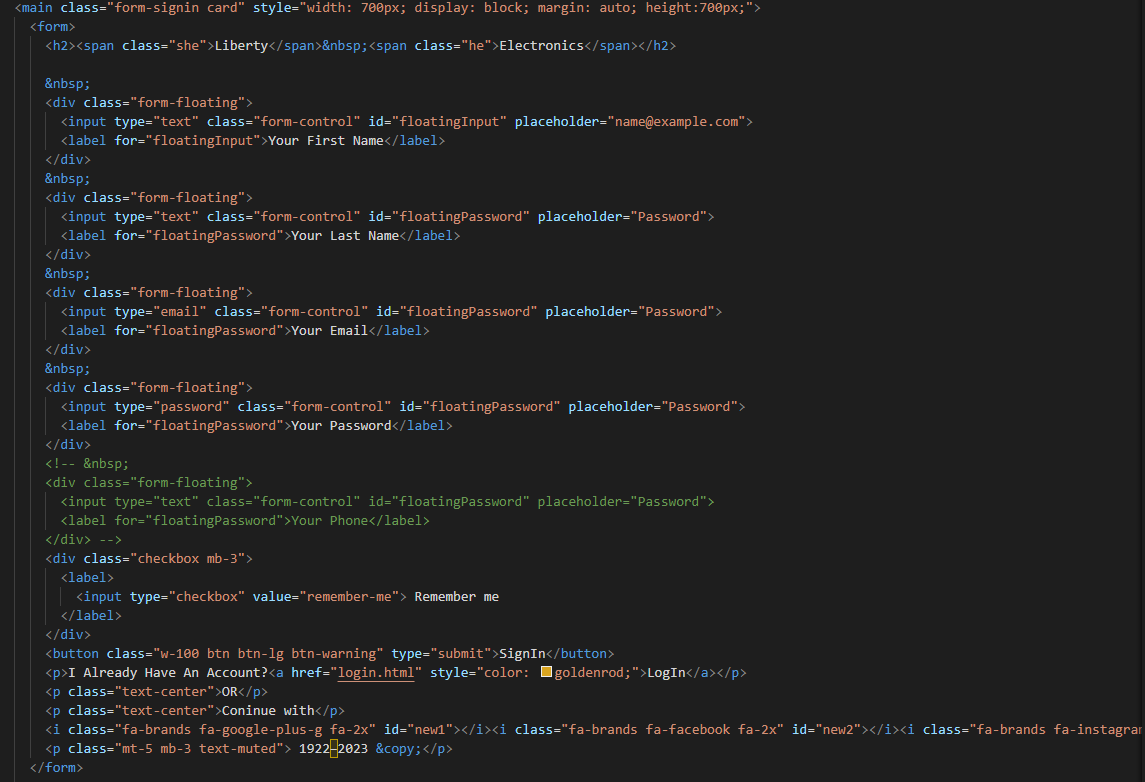 <main class="form-signin card" style="width: 700px; display: block; margin: auto; height:700px;">
<form>
<h2><span class="she">Liberty</span>&nbsp;<span class="he">Electronics</span></h2>
&nbsp;
<div class="form-floating">
<input type="text" class="form-control" id="floatingInput" placeholder="name@example.com">
<label for="floatingInput">Your First Name</label>
</div>
&nbsp;
<div class="form-floating">
<input type="text" class="form-control" id="floatingPassword" placeholder="Password">
<label for="floatingPassword">Your Last Name</label>
</div>
&nbsp;
<div class="form-floating">
<input type="email" class="form-control" id="floatingPassword" placeholder="Password">
<label for="floatingPassword">Your Email</label>
</div>
&nbsp;
<div class="form-floating">
<input type="password" class="form-control" id="floatingPassword" placeholder="Password">
<label for="floatingPassword">Your Password</label>
</div>
<!-- &nbsp;
<div class="form-floating">
<input type="text" class="form-control" id="floatingPassword" placeholder="Password">
<label for="floatingPassword">Your Phone</label>
</div> -->
<div class="checkbox mb-3">
<label>
<input type="checkbox" value="remember-me"> Remember me
</label>
</div>
<button class="w-100 btn btn-lg btn-warning" type="submit">SignIn</button>
<p>I Already Have An Account?<a href="login.html" style="color: goldenrod;">LogIn</a></p>
<p class="text-center">OR</p>
<p class="text-center">Coninue with</p>
<i class="fa-brands fa-google-plus-g fa-2x" id="new1"></i><i class="fa-brands fa-facebook fa-2x" id="new2"></i><i class="fa-brands fa-instagram
<p class="mt-5 mb-3 text-muted"> 1922–2023 &copy;</p>
</form>